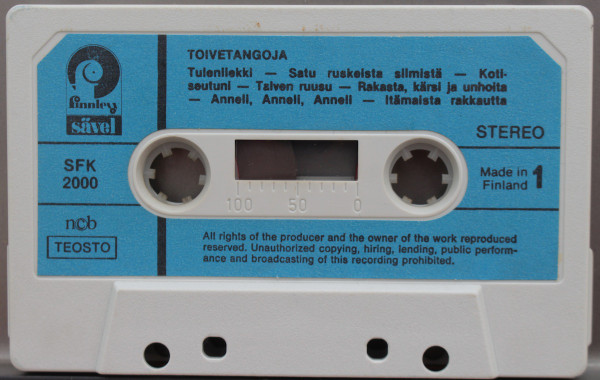 TOIVETANGOJA
Tulenliekki — Satu ruskeista silmistä — Koti-
seutuni — Talven ruusu — Rakasta, kärsi ja unhoita
— Anneli, Anneli, Anneli — Itämaista rakkautta
finnlevy
sävel
STEREO
SFK
2000
Made in
Finland 1
100 50 0
ncb
TEOSTO
All rights of the producer and the owner of the work reproduced
reserved. Unauthorized copying, hiring, lending, public perform-
ance and broadcasting of this recording prohibited.